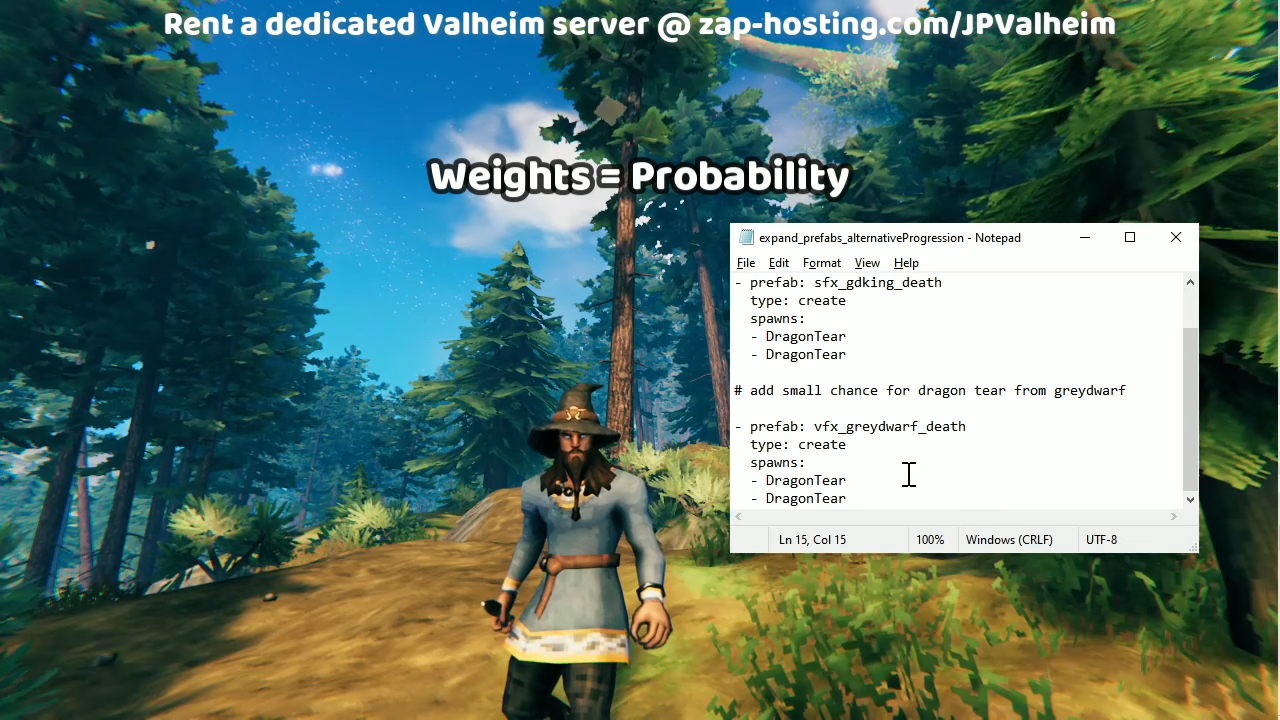 Rent a dedicated Valheim server @ zap-hosting.com/JPValheim
Weights = Probability
expand_prefabs_alternativeProgression - Notepad
File Edit Format View Help
- prefab: sfx_gdking_death
  type: create
  spawns:
  - DragonTear
  - DragonTear

# add small chance for dragon tear from greydwarf

- prefab: vfx_greydwarf_death
  type: create
  spawns:
  - DragonTear
  - DragonTear
Ln 15, Col 15 100% Windows (CRLF) UTF-8